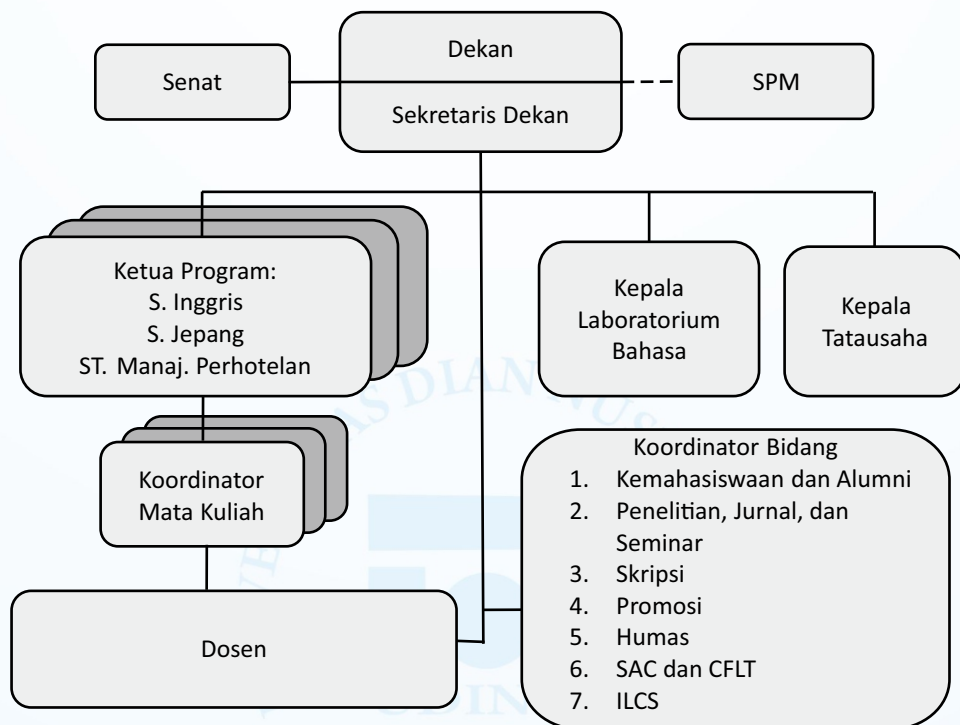 Dekan
Senat
SPM
Sekretaris Dekan
Ketua Program:
S. Inggris
S. Jepang
ST. Manaj. Perhotelan
Kepala
Laboratorium
Bahasa
Kepala
Tatausaha
Koordinator
Mata Kuliah
Koordinator Bidang
1. Kemahasiswaan dan Alumni
2. Penelitian, Jurnal, dan
Seminar
3. Skripsi
4. Promosi
5. Humas
6. SAC dan CFLT
7. ILCS
Dosen